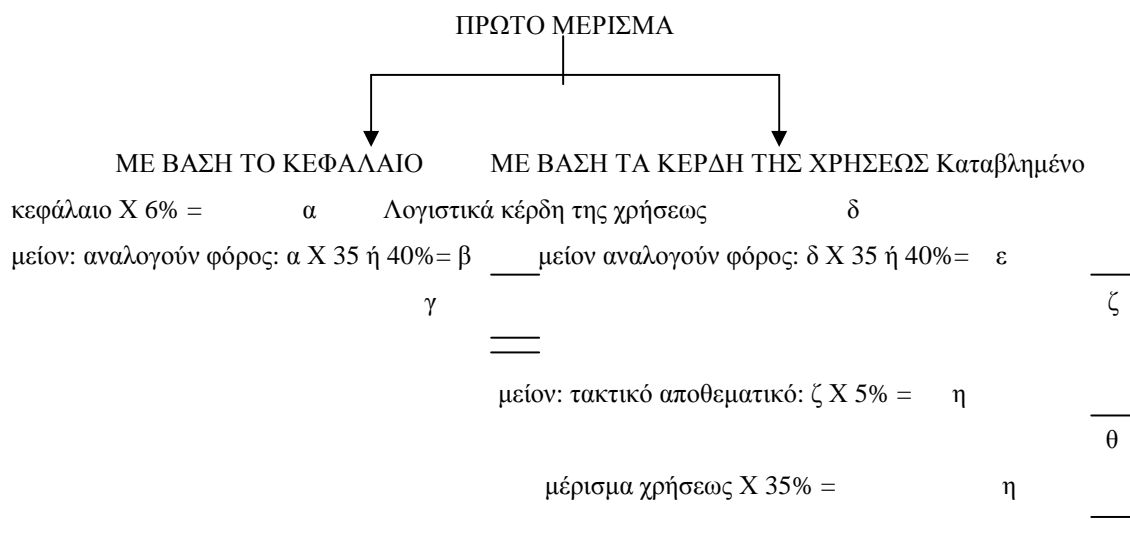 ΠΡΩΤΟ ΜΕΡΙΣΜΑ
ΜΕ ΒΑΣΗ ΤΟ ΚΕΦΑΛΑΙΟ ΜΕ ΒΑΣΗ ΤΑ ΚΕΡΔΗ ΤΗΣ ΧΡΗΣΕΩΣ Καταβλημένο
κεφάλαιο Χ 6% = α Λογιστικά κέρδη της χρήσεως δ
μείον: αναλογούν φόρος: α Χ 35 ή 40%= β μείον αναλογούν φόρος: δ Χ 35 ή 40%= ε
γ ζ
μείον: τακτικό αποθεματικό: ζ Χ 5% = η
θ
μέρισμα χρήσεως Χ 35% = η